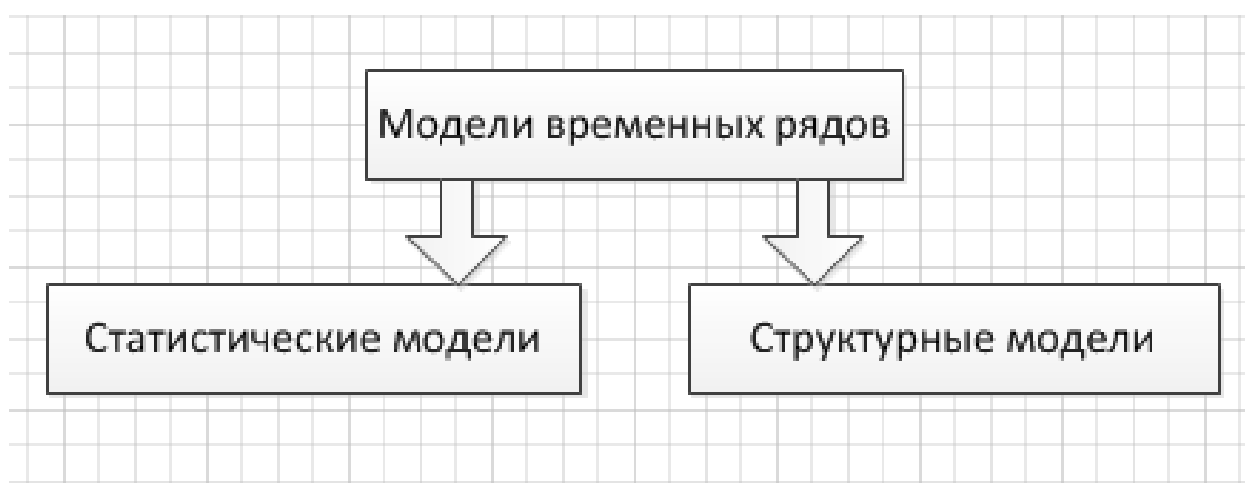 Модели временных рядов
Статистические модели
Структурные модели